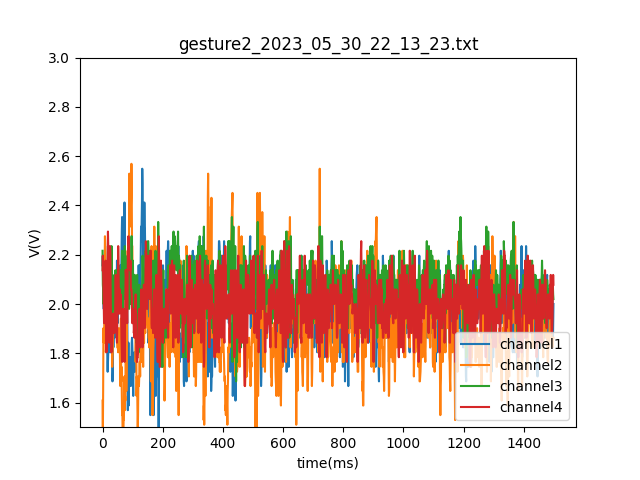 gesture2_2023_05_30_22_13_23.txt
3.0
2.8
2.6
2.4
2.2
2.0
1.8
1.6
V(V)
channel1
channel2
channel3
channel4
0 200 400 600 800 1000 1200 1400
time(ms)